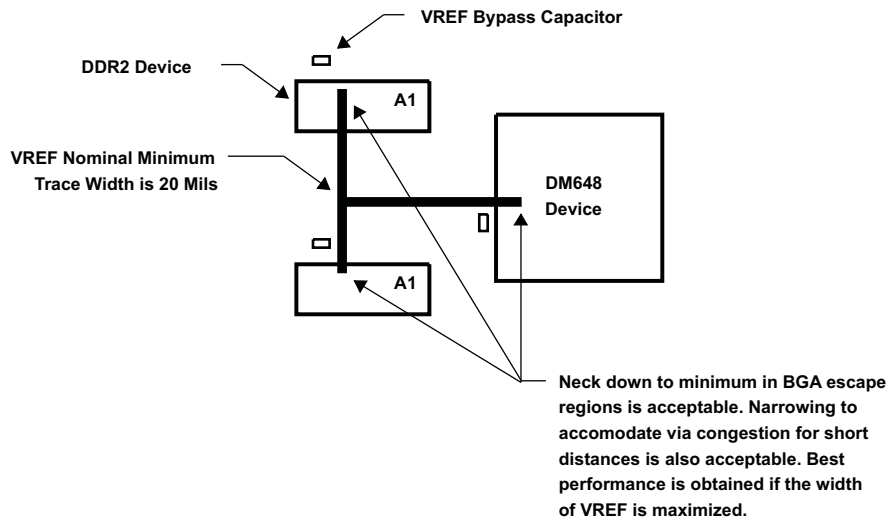 VREF Bypass Capacitor
DDR2 Device
A1
VREF Nominal Minimum
Trace Width is 20 Mils
DM648
Device
A1
Neck down to minimum in BGA escape
regions is acceptable. Narrowing to
accomodate via congestion for short
distances is also acceptable. Best
performance is obtained if the width
of VREF is maximized.